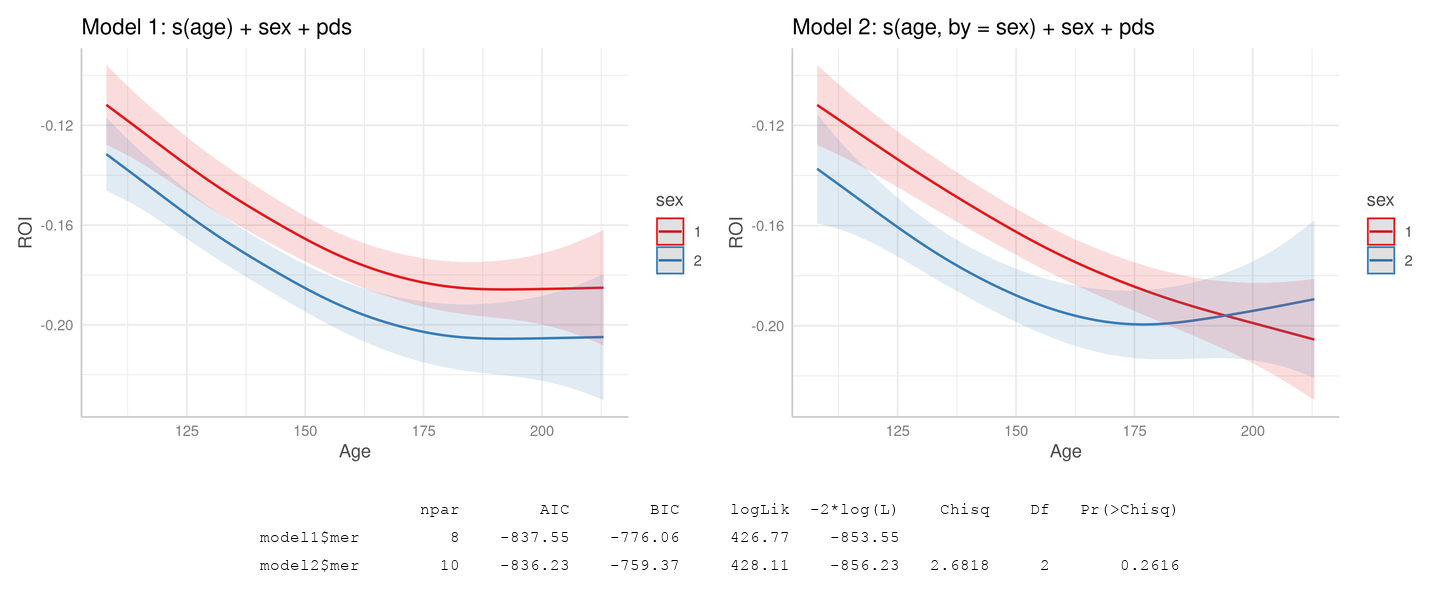 Model 1: s(age) + sex + pds
-0.12
-0.16
-0.20
ROI
125 150 175 200
Age
sex
1
2
Model 2: s(age, by = sex) + sex + pds
-0.12
-0.16
-0.20
ROI
125 150 175 200
Age
sex
1
2
npar AIC BIC logLik -2*log(L) Chisq Df Pr(>Chisq)
model1$mer 8 -837.55 -776.06 426.77 -853.55
model2$mer 10 -836.23 -759.37 428.11 -856.23 2.6818 2 0.2616